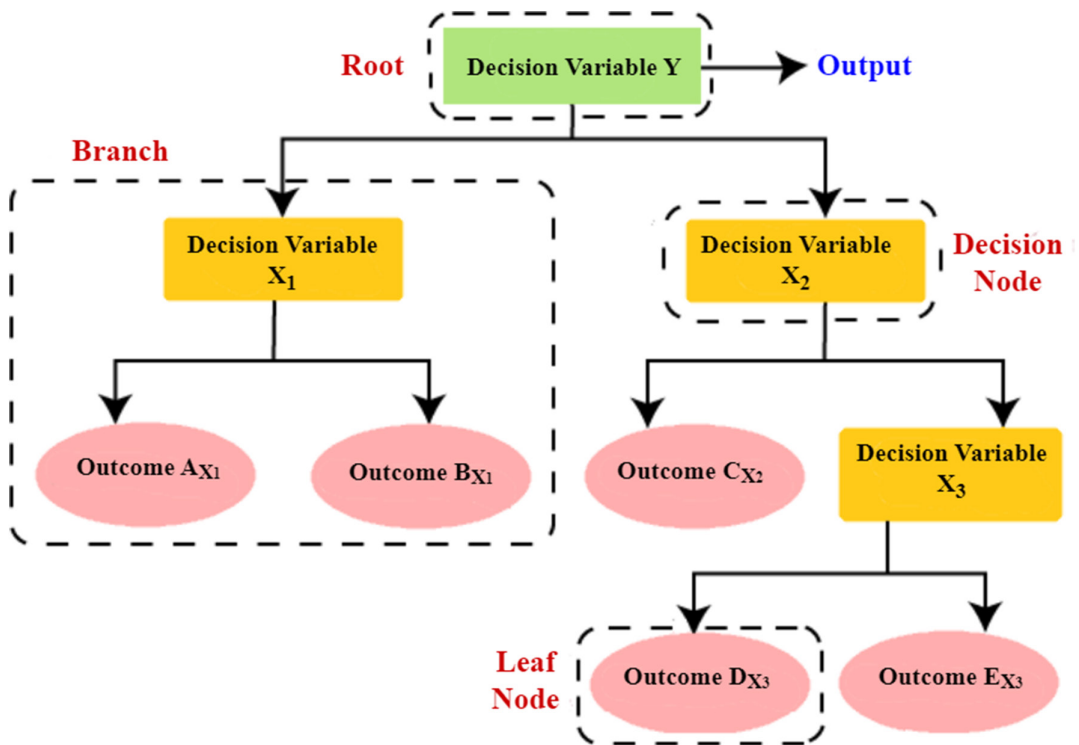 Root
Decision Variable Y
Output
Branch
Decision Variable
X₁
Decision Variable
X₂
Decision
Node
Outcome Aₓ₁
Outcome Bₓ₁
Outcome Cₓ₂
Decision Variable
X₃
Leaf
Node
Outcome Dₓ₃
Outcome Eₓ₃